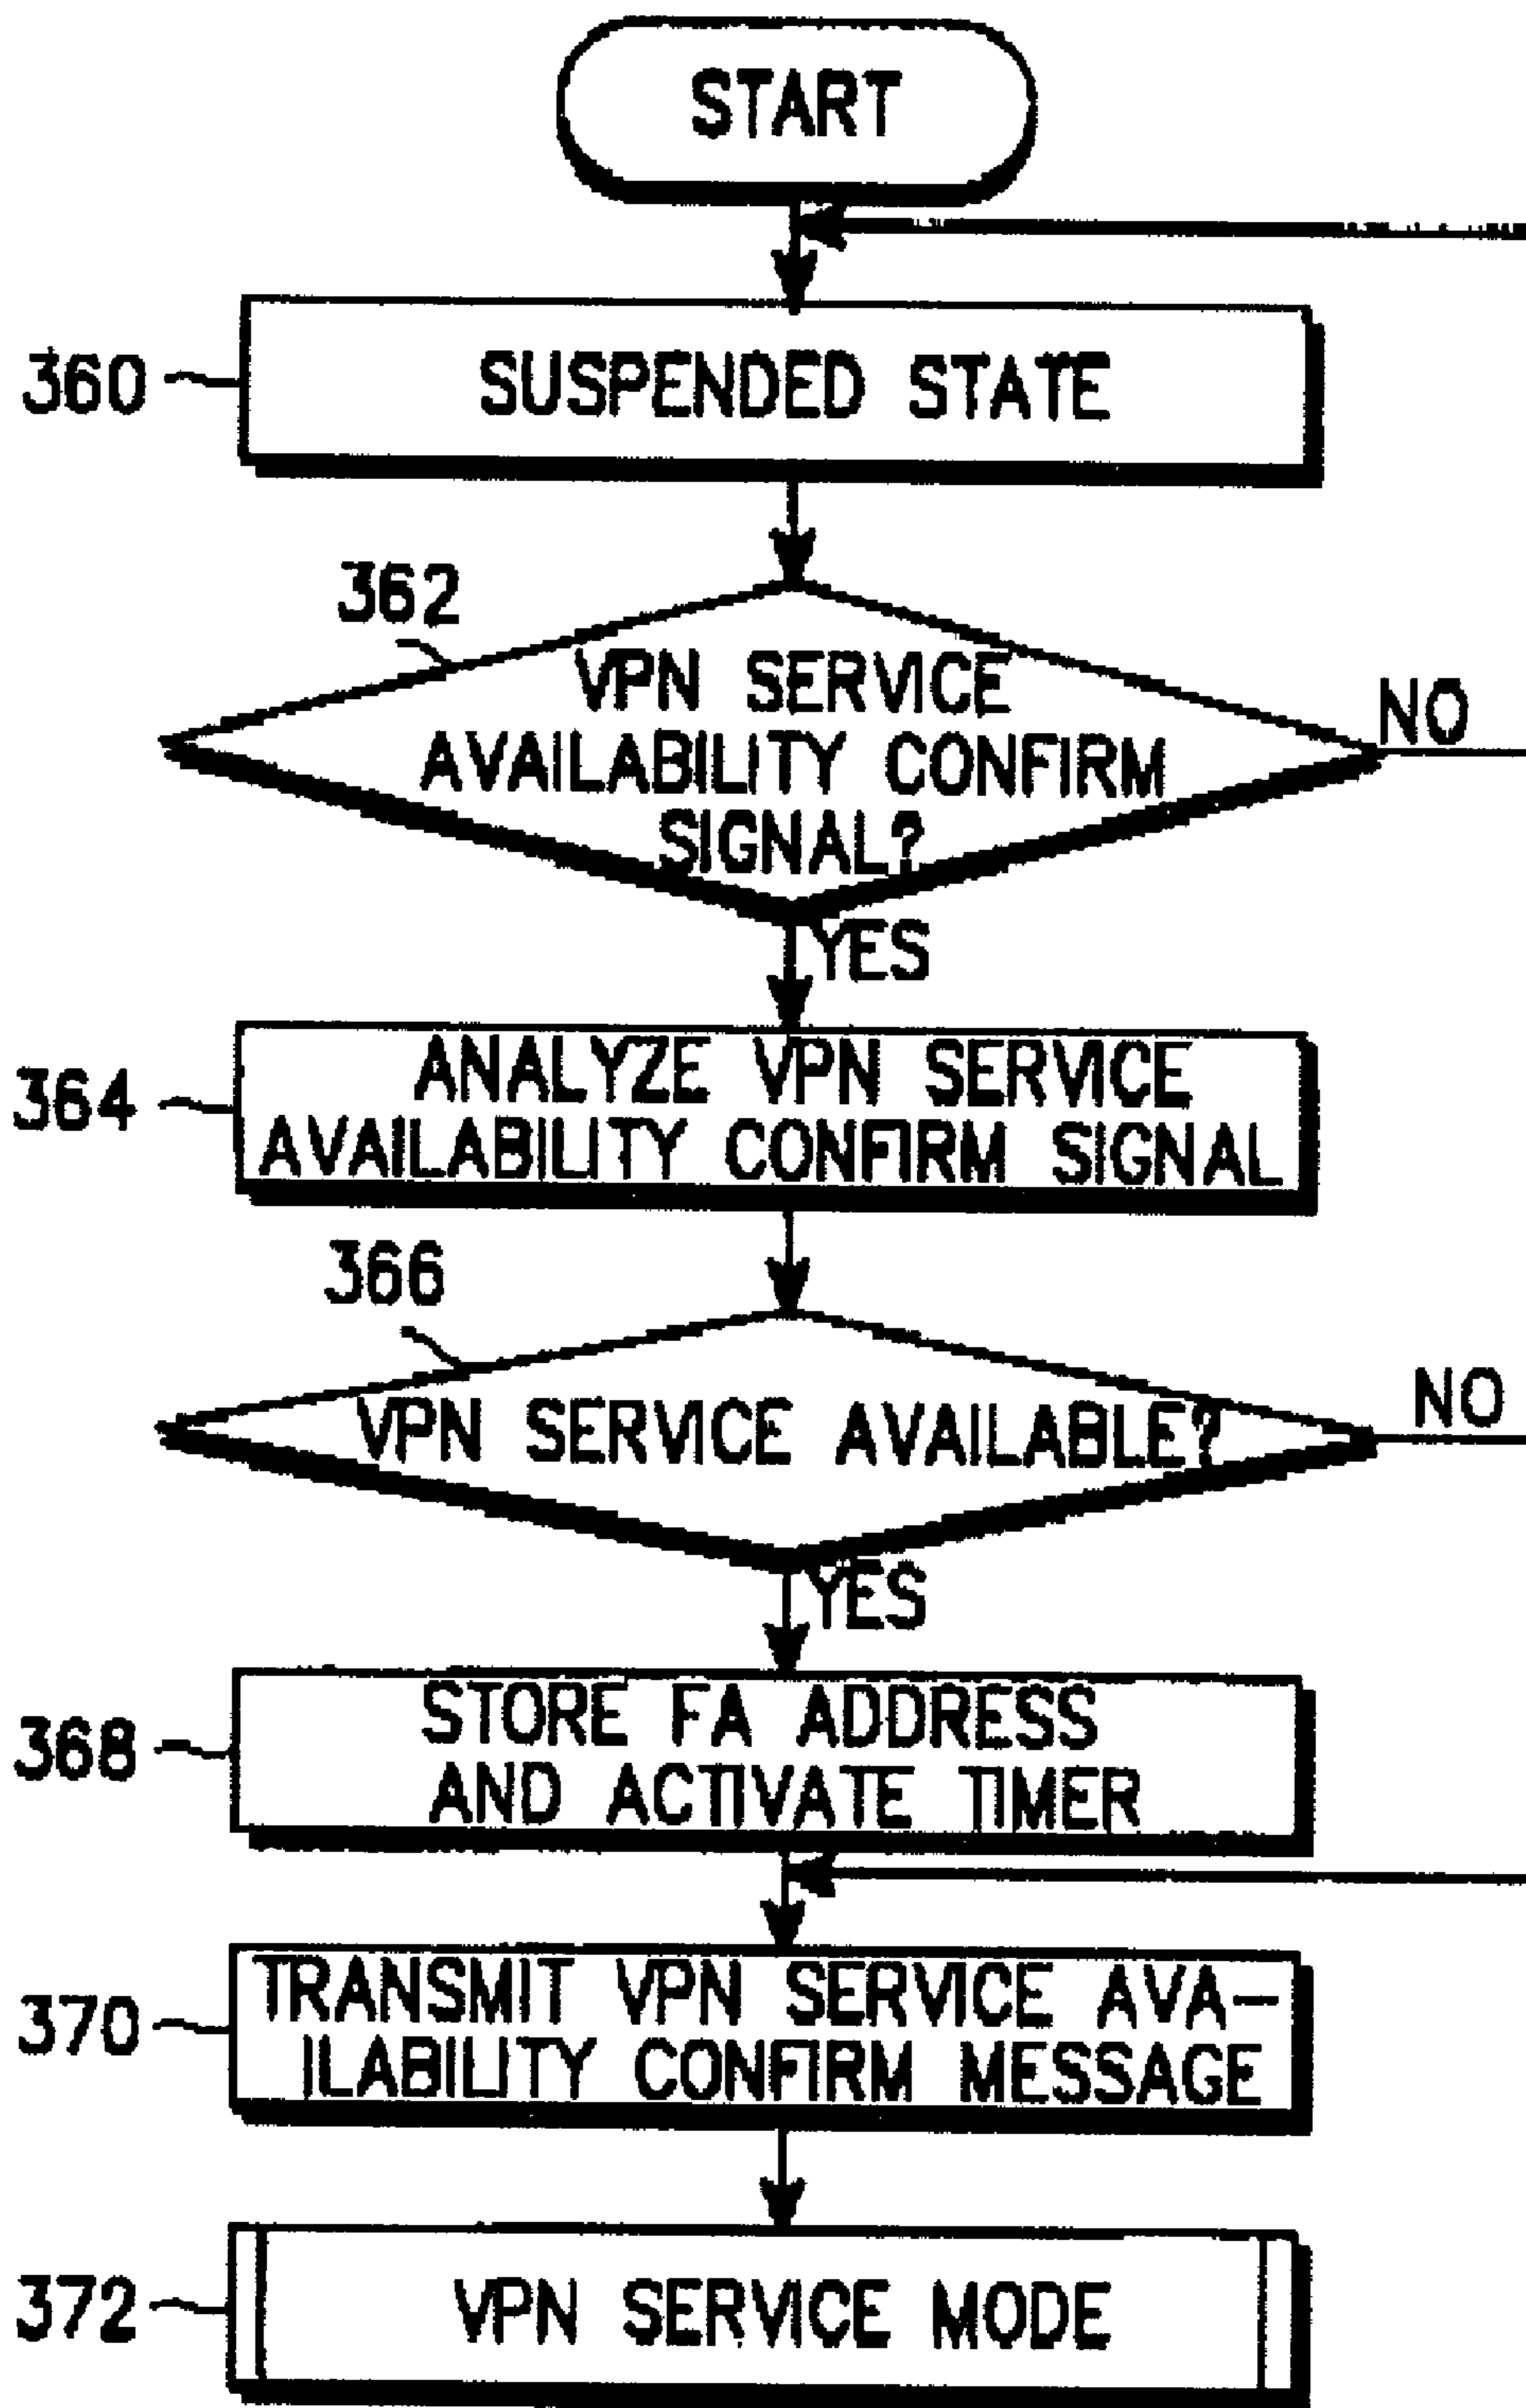 START
360
SUSPENDED STATE
362
VPN SERVICE
AVAILABILITY CONFIRM
SIGNAL?
NO
YES
364
ANALYZE VPN SERVICE
AVAILABILITY CONFIRM SIGNAL
366
VPN SERVICE AVAILABLE?
NO
YES
368
STORE FA ADDRESS
AND ACTIVATE TIMER
370
TRANSMIT VPN SERVICE AVA-
ILABILITY CONFIRM MESSAGE
372
VPN SERVICE MODE